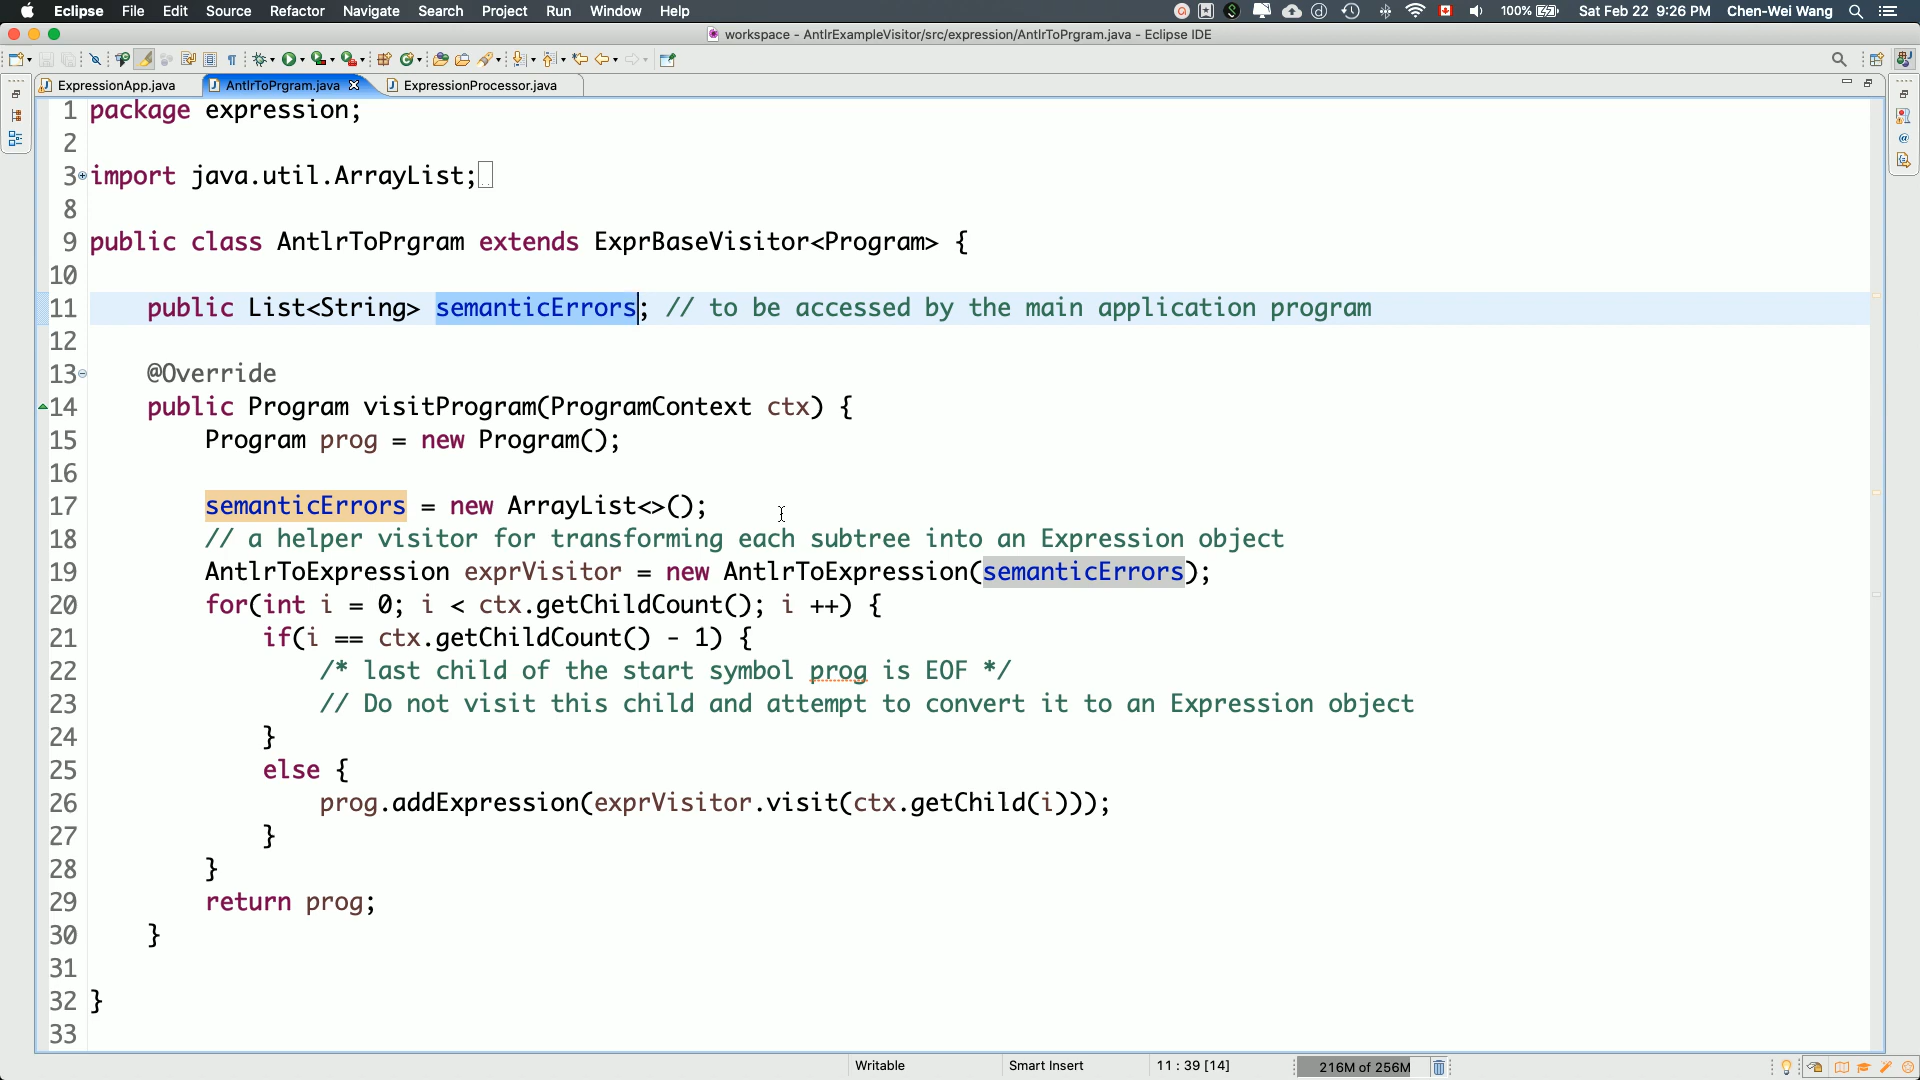 Eclipse File Edit Source Refactor Navigate Search Project Run Window Help 100% Sat Feb 22 9:26 PM Chen-Wei Wang
workspace - AntlrExampleVisitor/src/expression/AntlrToPrgram.java - Eclipse IDE
ExpressionApp.java AntlrToPrgram.java ExpressionProcessor.java
1 package expression;
2
3 import java.util.ArrayList;
8
9 public class AntlrToPrgram extends ExprBaseVisitor<Program> {
10
11 public List<String> semanticErrors; // to be accessed by the main application program
12
13 @Override
14 public Program visitProgram(ProgramContext ctx) {
15 Program prog = new Program();
16
17 semanticErrors = new ArrayList<>();
18 // a helper visitor for transforming each subtree into an Expression object
19 AntlrToExpression exprVisitor = new AntlrToExpression(semanticErrors);
20 for(int i = 0; i < ctx.getChildCount(); i ++) {
21 if(i == ctx.getChildCount() - 1) {
22 /* last child of the start symbol prog is EOF */
23 // Do not visit this child and attempt to convert it to an Expression object
24 }
25 else {
26 prog.addExpression(exprVisitor.visit(ctx.getChild(i)));
27 }
28 }
29 return prog;
30 }
31
32 }
33
Writable Smart Insert 11 : 39 [14] 216M of 256M